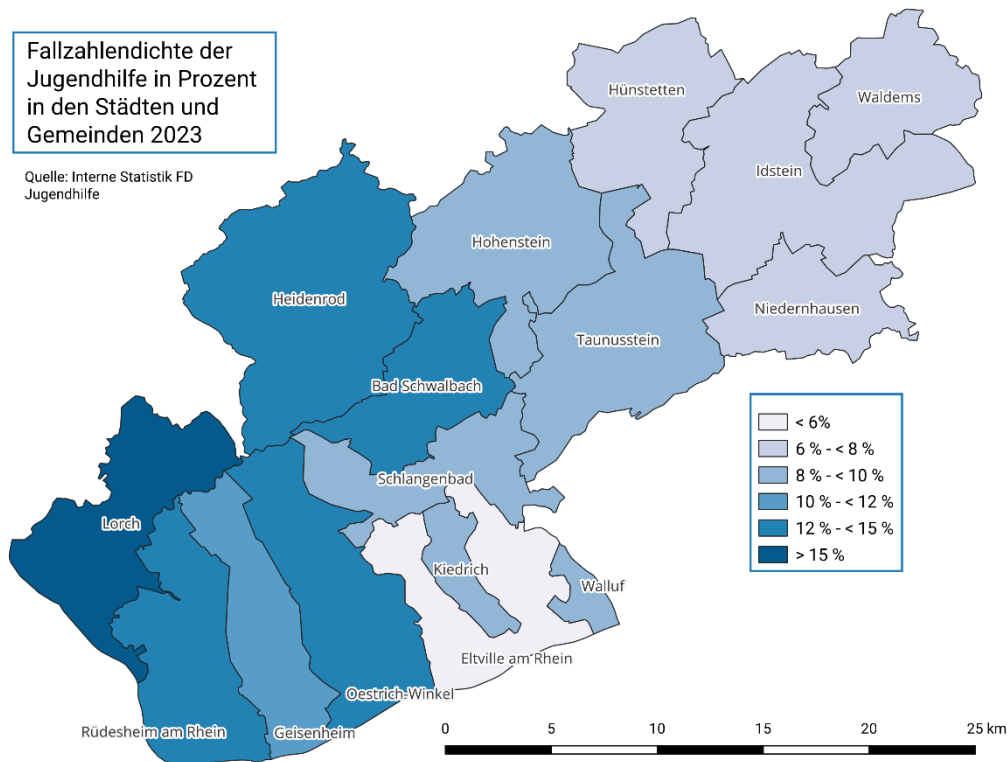 Fallzahlendichte der
Jugendhilfe in Prozent
in den Städten und
Gemeinden 2023
Quelle: Interne Statistik FD
Jugendhilfe
Hünstetten
Waldems
Idstein
Hohenstein
Heidenrod
Niedernhausen
Taunusstein
Bad Schwalbach
Schlangenbad
Lorch
Kiedrich
Walluf
Eltville am Rhein
Oestrich-Winkel
Rüdesheim am Rhein
Geisenheim
< 6%
6 % - < 8 %
8 % - < 10 %
10 % - < 12 %
12 % - < 15 %
> 15 %
0 5 10 15 20 25 km